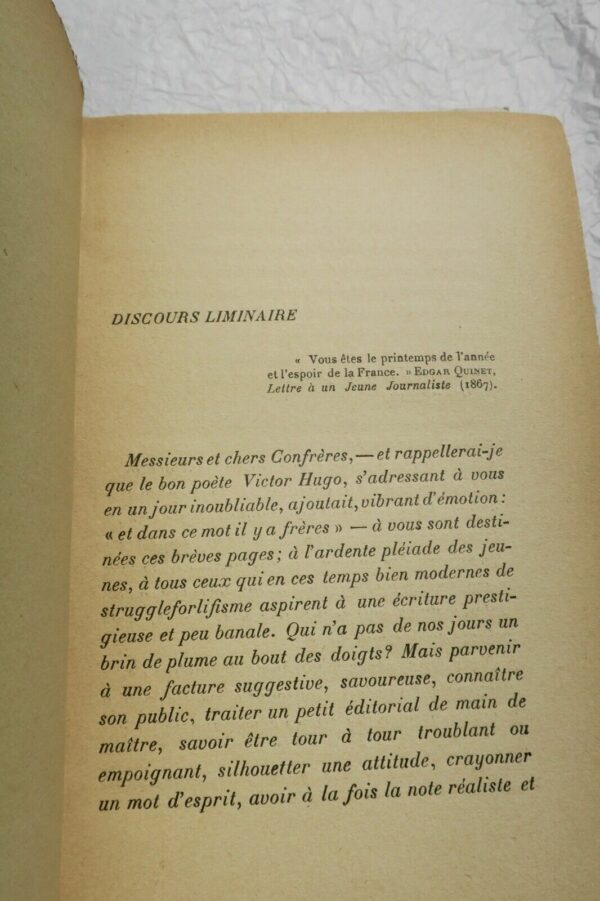 DISCOURS LIMINAIRE
« Vous êtes le printemps de l'année
et l'espoir de la France. » EDGAR QUINET,
Lettre à un Jeune Journaliste (1867).
Messieurs et chers Confrères, — et rappellerai-je
que le bon poète Victor Hugo, s'adressant à vous
en un jour inoubliable, ajoutait, vibrant d'émotion :
« et dans ce mot il y a frères » — à vous sont desti-
nées ces brèves pages ; à l'ardente pléiade des jeu-
nes, à tous ceux qui en ces temps bien modernes de
struggleforlifisme aspirent à une écriture presti-
gieuse et peu banale. Qui n'a pas de nos jours un
brin de plume au bout des doigts? Mais parvenir
à une facture suggestive, savoureuse, connaître
son public, traiter un petit éditorial de main de
maître, savoir être tour à tour troublant ou
empoignant, silhouetter une attitude, crayonner
un mot d'esprit, avoir à la fois la note réaliste et